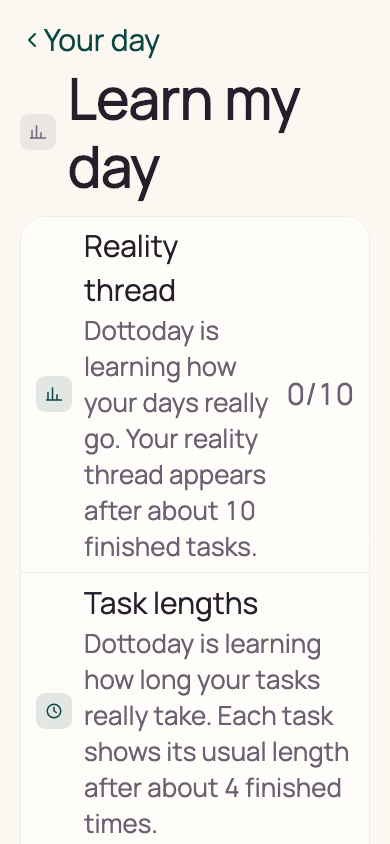 Your day
Learn my
day
Reality
thread
Dottoday is
learning how
your days really
go. Your reality
thread appears
after about 10
finished tasks.
0/10
Task lengths
Dottoday is learning
how long your tasks
really take. Each task
shows its usual length
after about 4 finished
times.